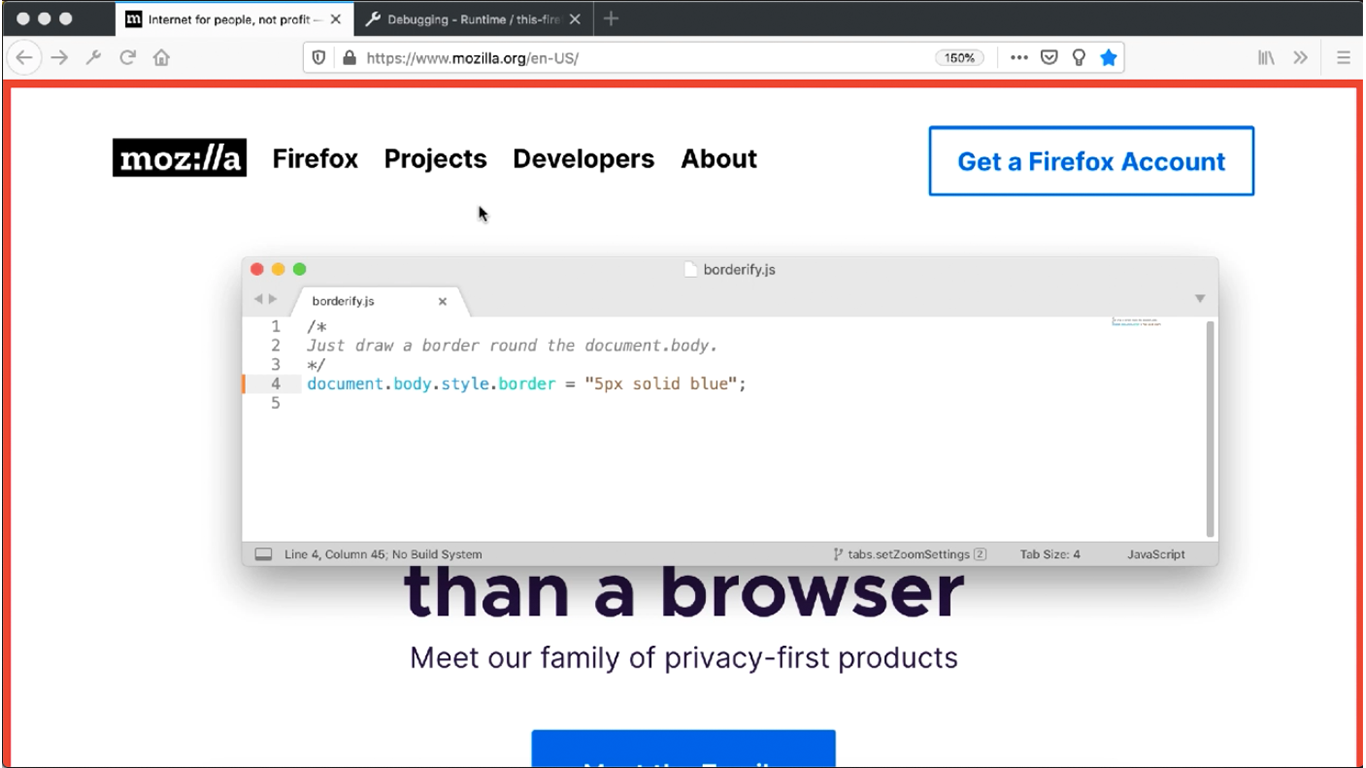 Internet for people, not profit —
Debugging - Runtime / this-fire
https://www.mozilla.org/en-US/
150%
moz://a
Firefox
Projects
Developers
About
Get a Firefox Account
borderify.js
borderify.js
1 /*
2 Just draw a border round the document.body.
3 */
4 document.body.style.border = "5px solid blue";
5
Line 4, Column 45; No Build System
tabs.setZoomSettings 2
Tab Size: 4
JavaScript
than a browser
Meet our family of privacy-first products